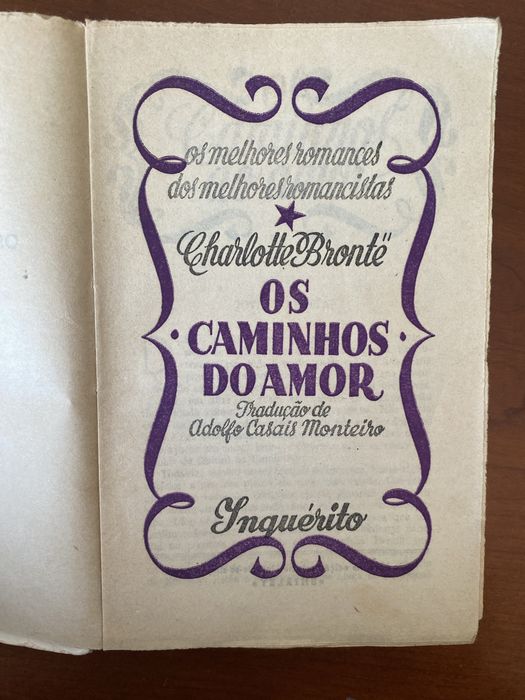 os melhores romances
dos melhores romancistas
Charlotte Brontë
OS
CAMINHOS
DO AMOR
Tradução de
Adolfo Casais Monteiro
Inquérito